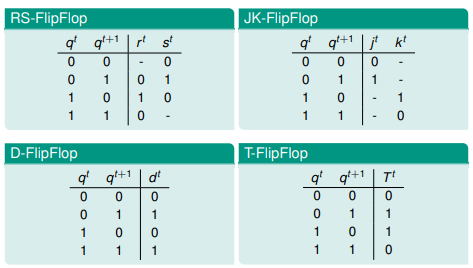 RS-FlipFlop
q^t q^{t+1} r^t s^t
0 0 - 0
0 1 0 1
1 0 1 0
1 1 0 -
JK-FlipFlop
q^t q^{t+1} j^t k^t
0 0 0 -
0 1 1 -
1 0 - 1
1 1 - 0
D-FlipFlop
q^t q^{t+1} d^t
0 0 0
0 1 1
1 0 0
1 1 1
T-FlipFlop
q^t q^{t+1} T^t
0 0 0
0 1 1
1 0 1
1 1 0